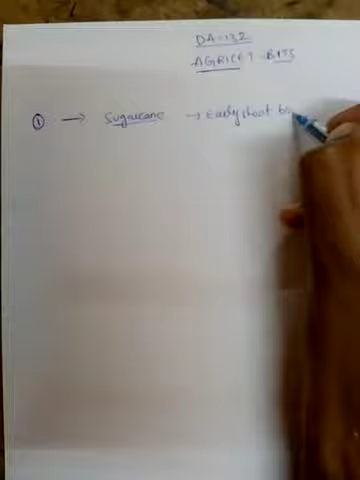 DA-132
AGRICET-BITS
① → Sugarcane → Early shoot